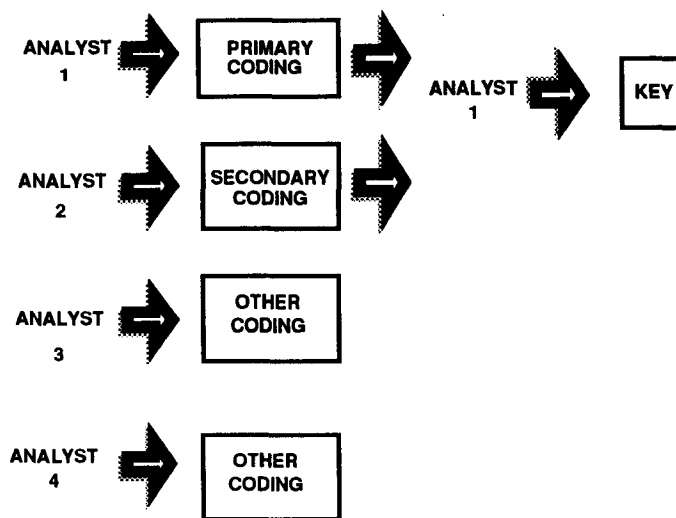 ANALYST
1
PRIMARY
CODING
ANALYST
1
KEY
ANALYST
2
SECONDARY
CODING
ANALYST
3
OTHER
CODING
ANALYST
4
OTHER
CODING